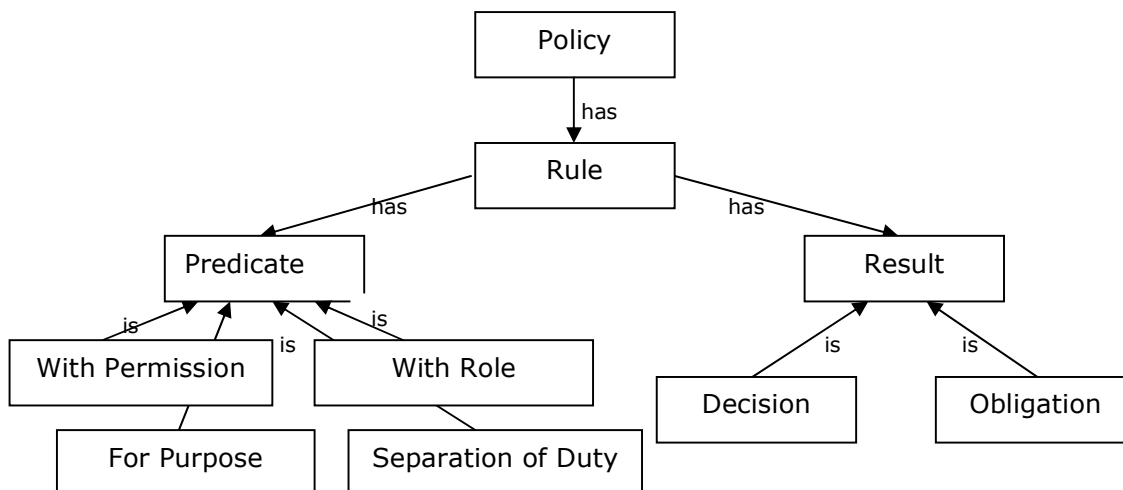 Policy
has
Rule
has
has
Predicate
Result
is
is
is
is
is
With Permission
With Role
Decision
Obligation
For Purpose
Separation of Duty